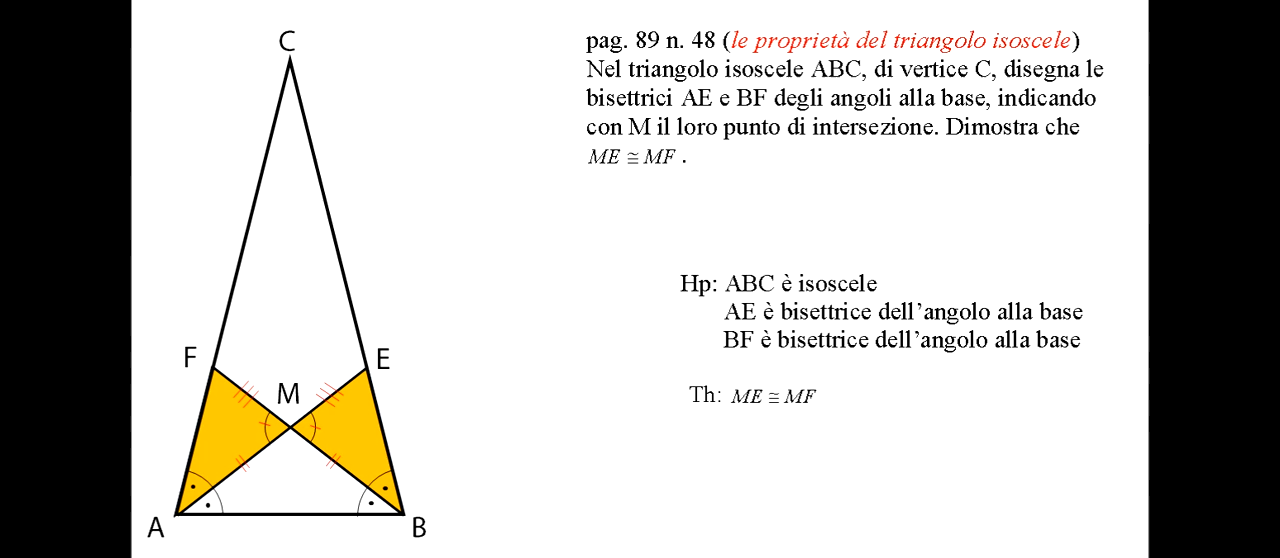 C
pag. 89 n. 48 (le proprietà del triangolo isoscele)
Nel triangolo isoscele ABC, di vertice C, disegna le
bisettrici AE e BF degli angoli alla base, indicando
con M il loro punto di intersezione. Dimostra che
ME ≅ MF .
Hp: ABC è isoscele
AE è bisettrice dell’angolo alla base
BF è bisettrice dell’angolo alla base
F
E
M
Th: ME ≅ MF
A
B